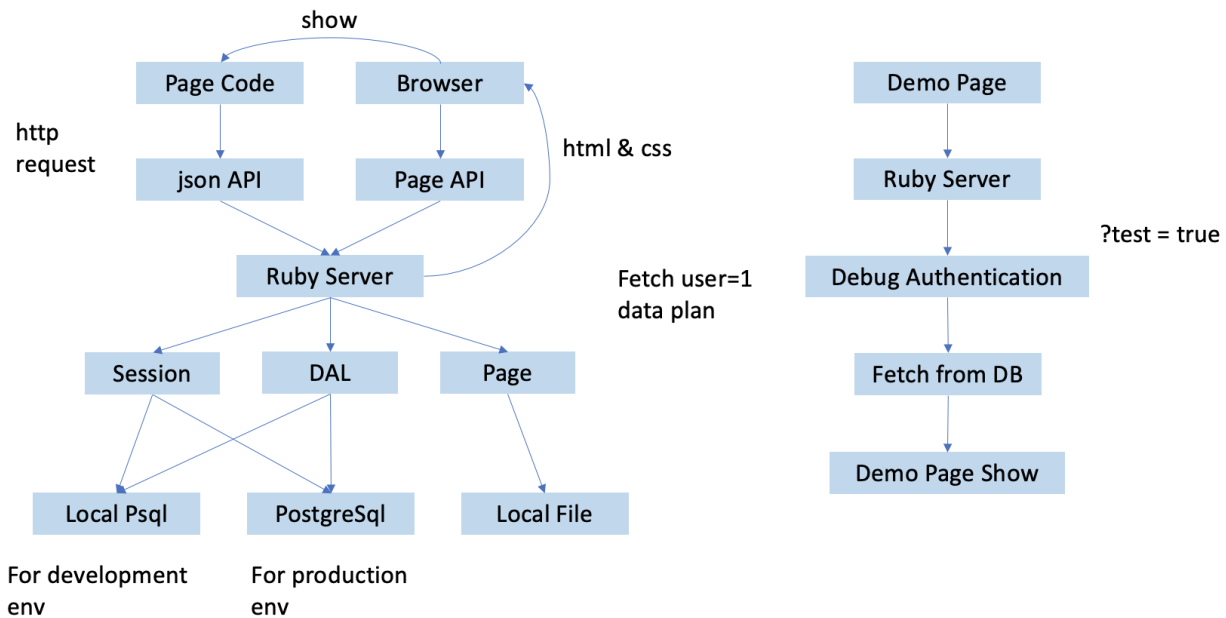 show
Page Code
Browser
http
request
html & css
json API
Page API
Ruby Server
Session
DAL
Page
Local Psql
PostgreSql
Local File
For development
env
For production
env
Demo Page
Ruby Server
?test = true
Debug Authentication
Fetch user=1
data plan
Fetch from DB
Demo Page Show